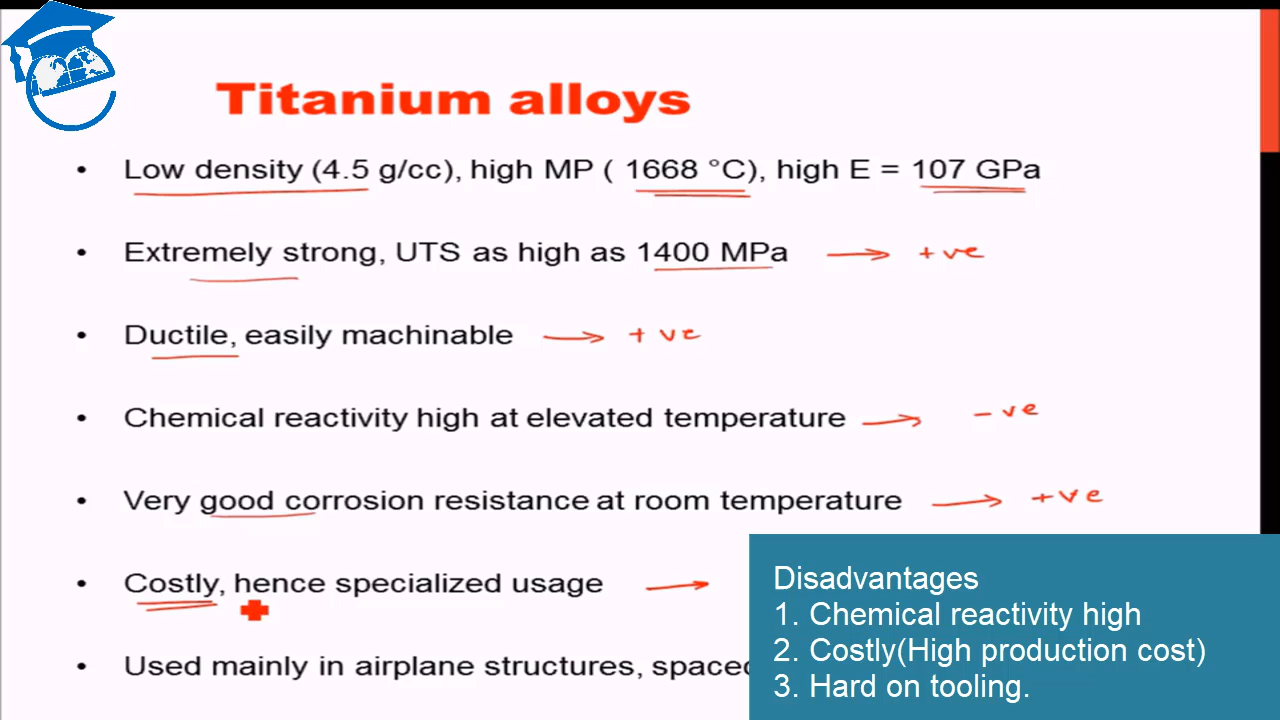 Titanium alloys
• Low density (4.5 g/cc), high MP ( 1668 °C), high E = 107 GPa
• Extremely strong, UTS as high as 1400 MPa → +ve
• Ductile, easily machinable → + ve
• Chemical reactivity high at elevated temperature → -ve
• Very good corrosion resistance at room temperature → +ve
• Costly, hence specialized usage →
• Used mainly in airplane structures,
Disadvantages
1. Chemical reactivity high
2. Costly(High production cost)
3. Hard on tooling.